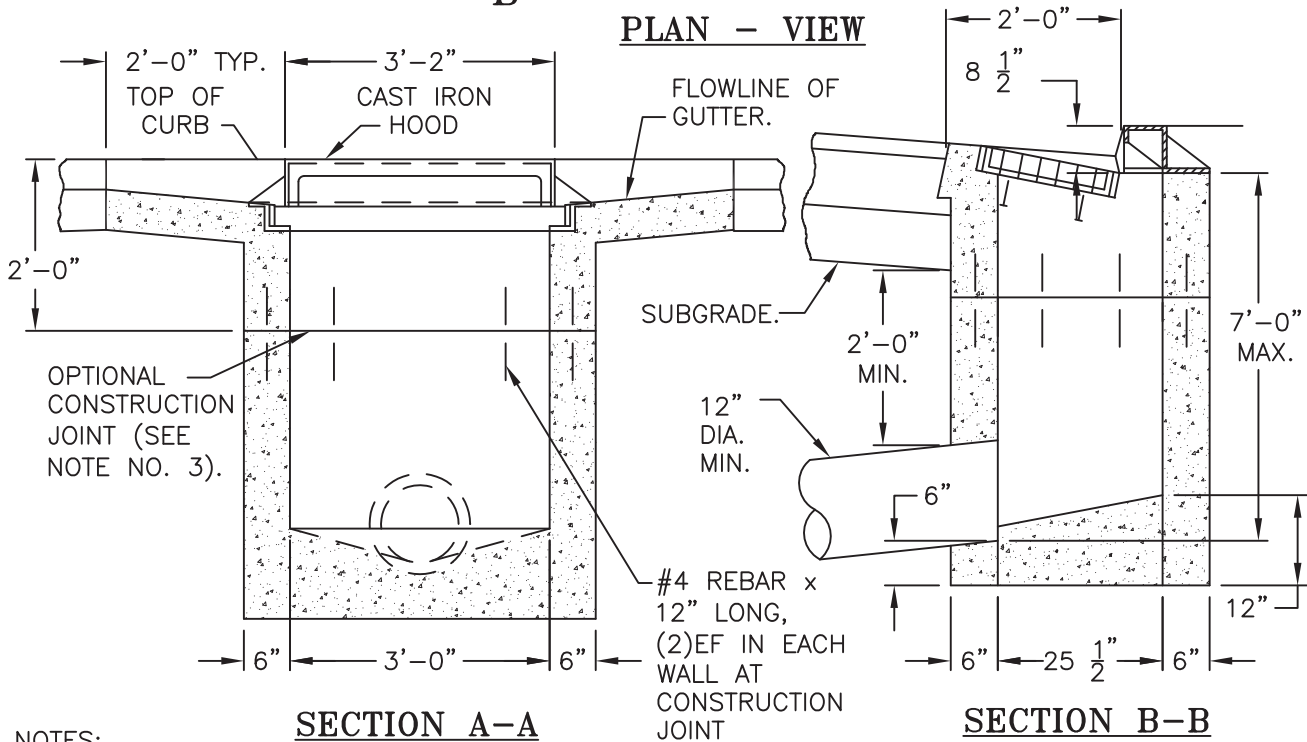 B
PLAN – VIEW
2'-0" TYP.
3'-2"
TOP OF
CURB
CAST IRON
HOOD
FLOWLINE OF
GUTTER.
2'-0"
OPTIONAL
CONSTRUCTION
JOINT (SEE
NOTE NO. 3).
6"
3'-0"
6"
#4 REBAR x
12" LONG,
(2)EF IN EACH
WALL AT
CONSTRUCTION
JOINT
SECTION A–A
2'-0"
8 1/2"
SUBGRADE.
2'-0"
MIN.
7'-0"
MAX.
12"
DIA.
MIN.
6"
12"
6"
25 1/2"
6"
SECTION B–B
NOTES: